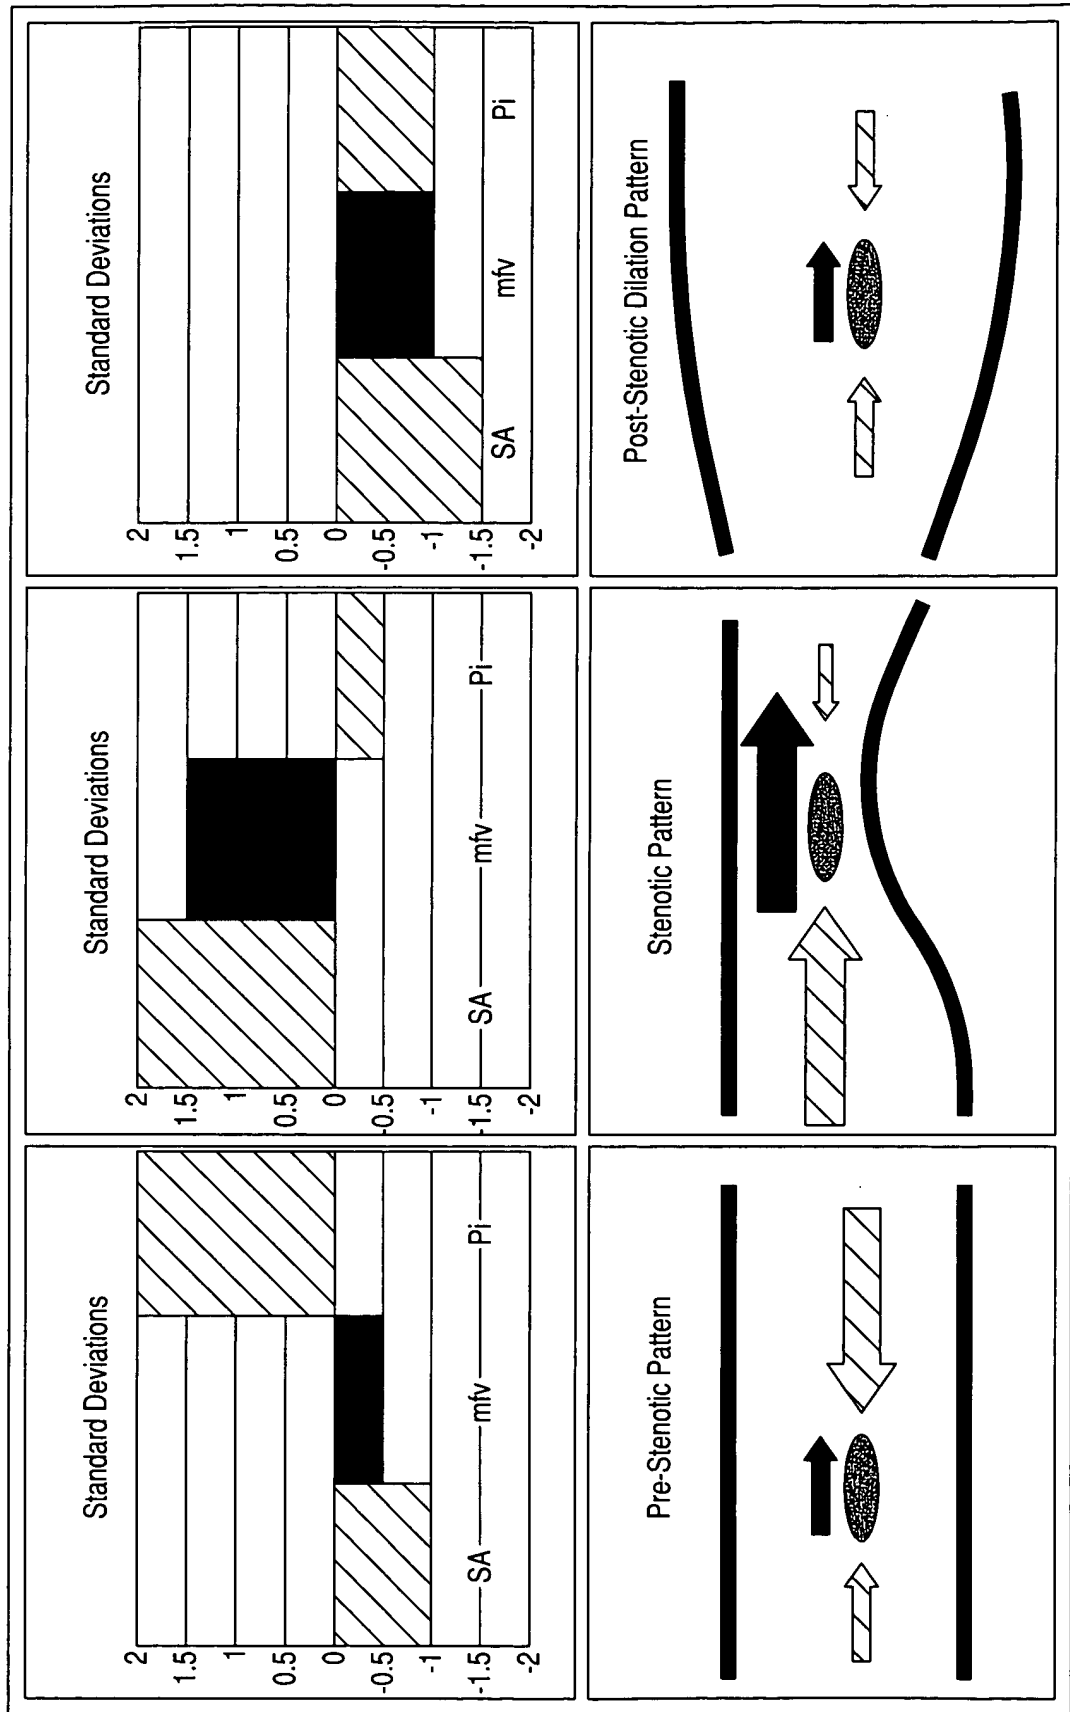 Standard Deviations
2
1.5
1
0.5
0
-0.5
-1
-1.5
-2
SA
mfv
Pi
Standard Deviations
2
1.5
1
0.5
0
-0.5
-1
-1.5
-2
SA
mfv
Pi
Standard Deviations
2
1.5
1
0.5
0
-0.5
-1
-1.5
-2
SA
mfv
Pi
Pre-Stenotic Pattern
Stenotic Pattern
Post-Stenotic Dilation Pattern